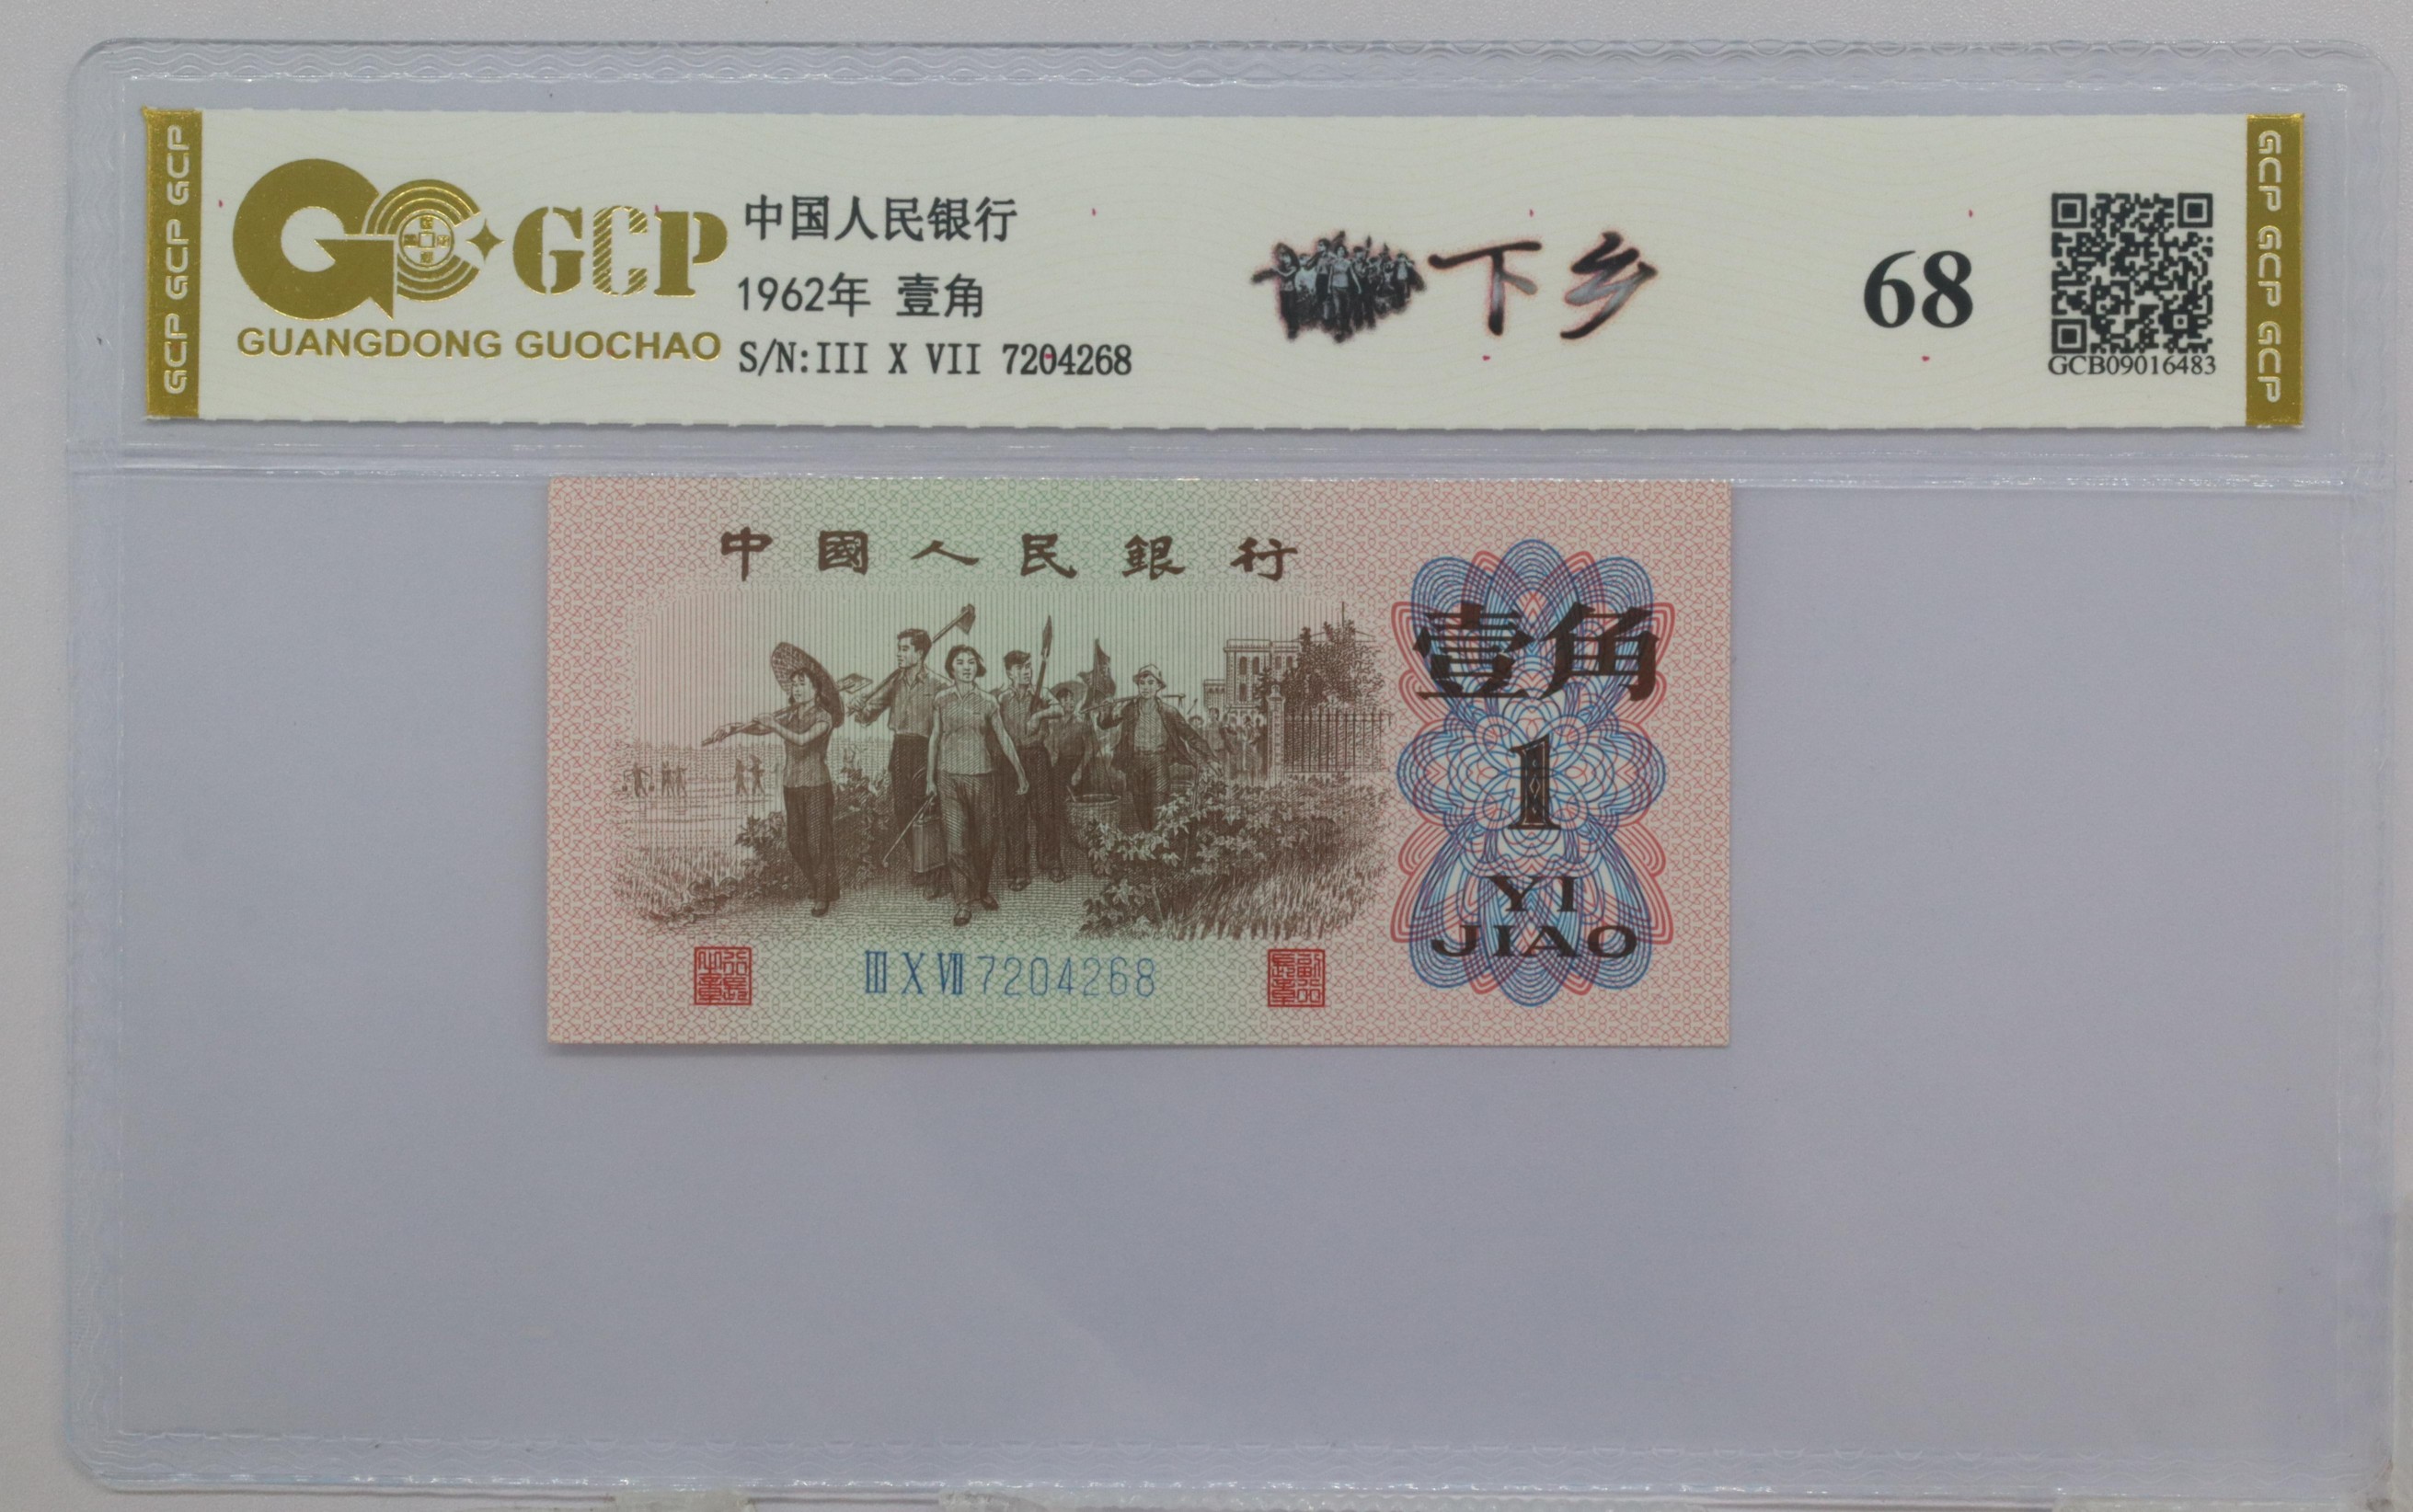 GCP GCP GCP
GCP
GUANGDONG GUOCHAO
中国人民银行
1962年 壹角
S/N:III X VII 7204268
下乡
68
GCB09016483
GCP GCP GCP
中國人民銀行
壹角
1
YI
JIAO
III X VII 7204268